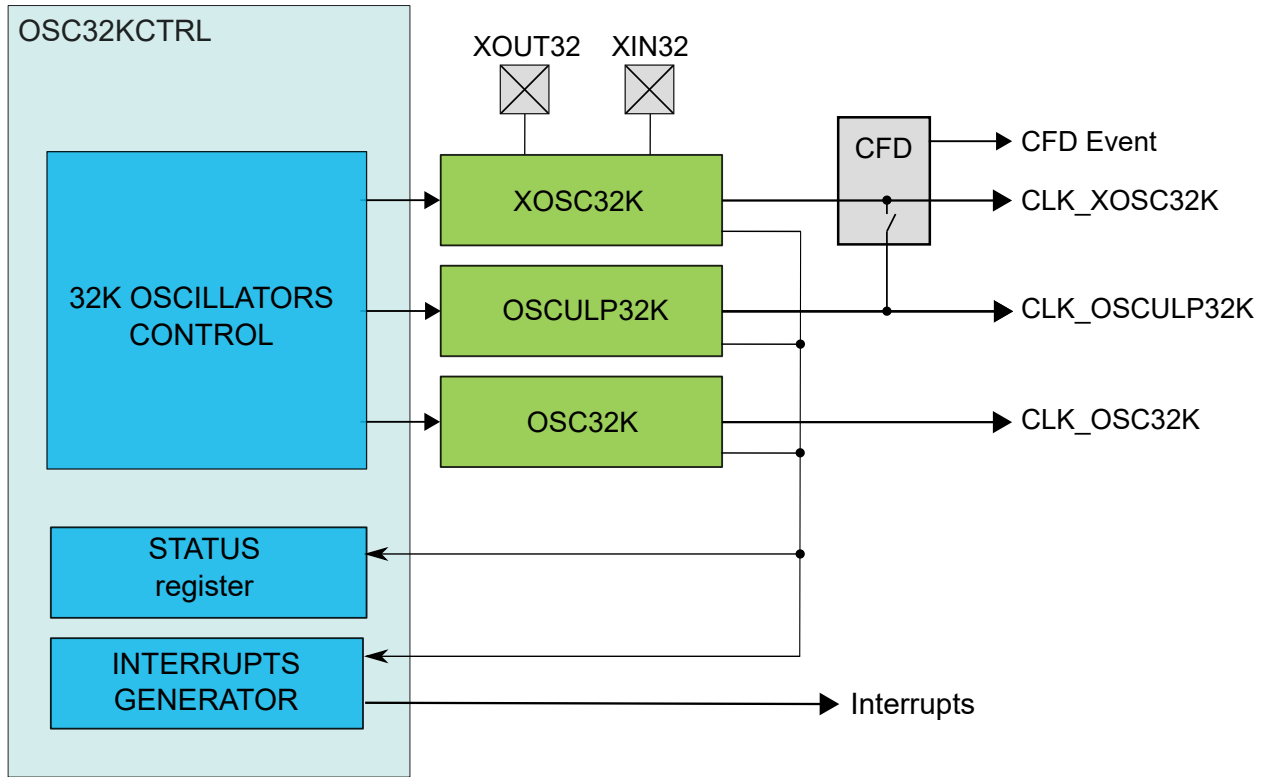 OSC32KCTRL
XOUT32
XIN32
CFD
CFD Event
XOSC32K
CLK_XOSC32K
32K OSCILLATORS
CONTROL
OSCULP32K
CLK_OSCULP32K
OSC32K
CLK_OSC32K
STATUS
register
INTERRUPTS
GENERATOR
Interrupts